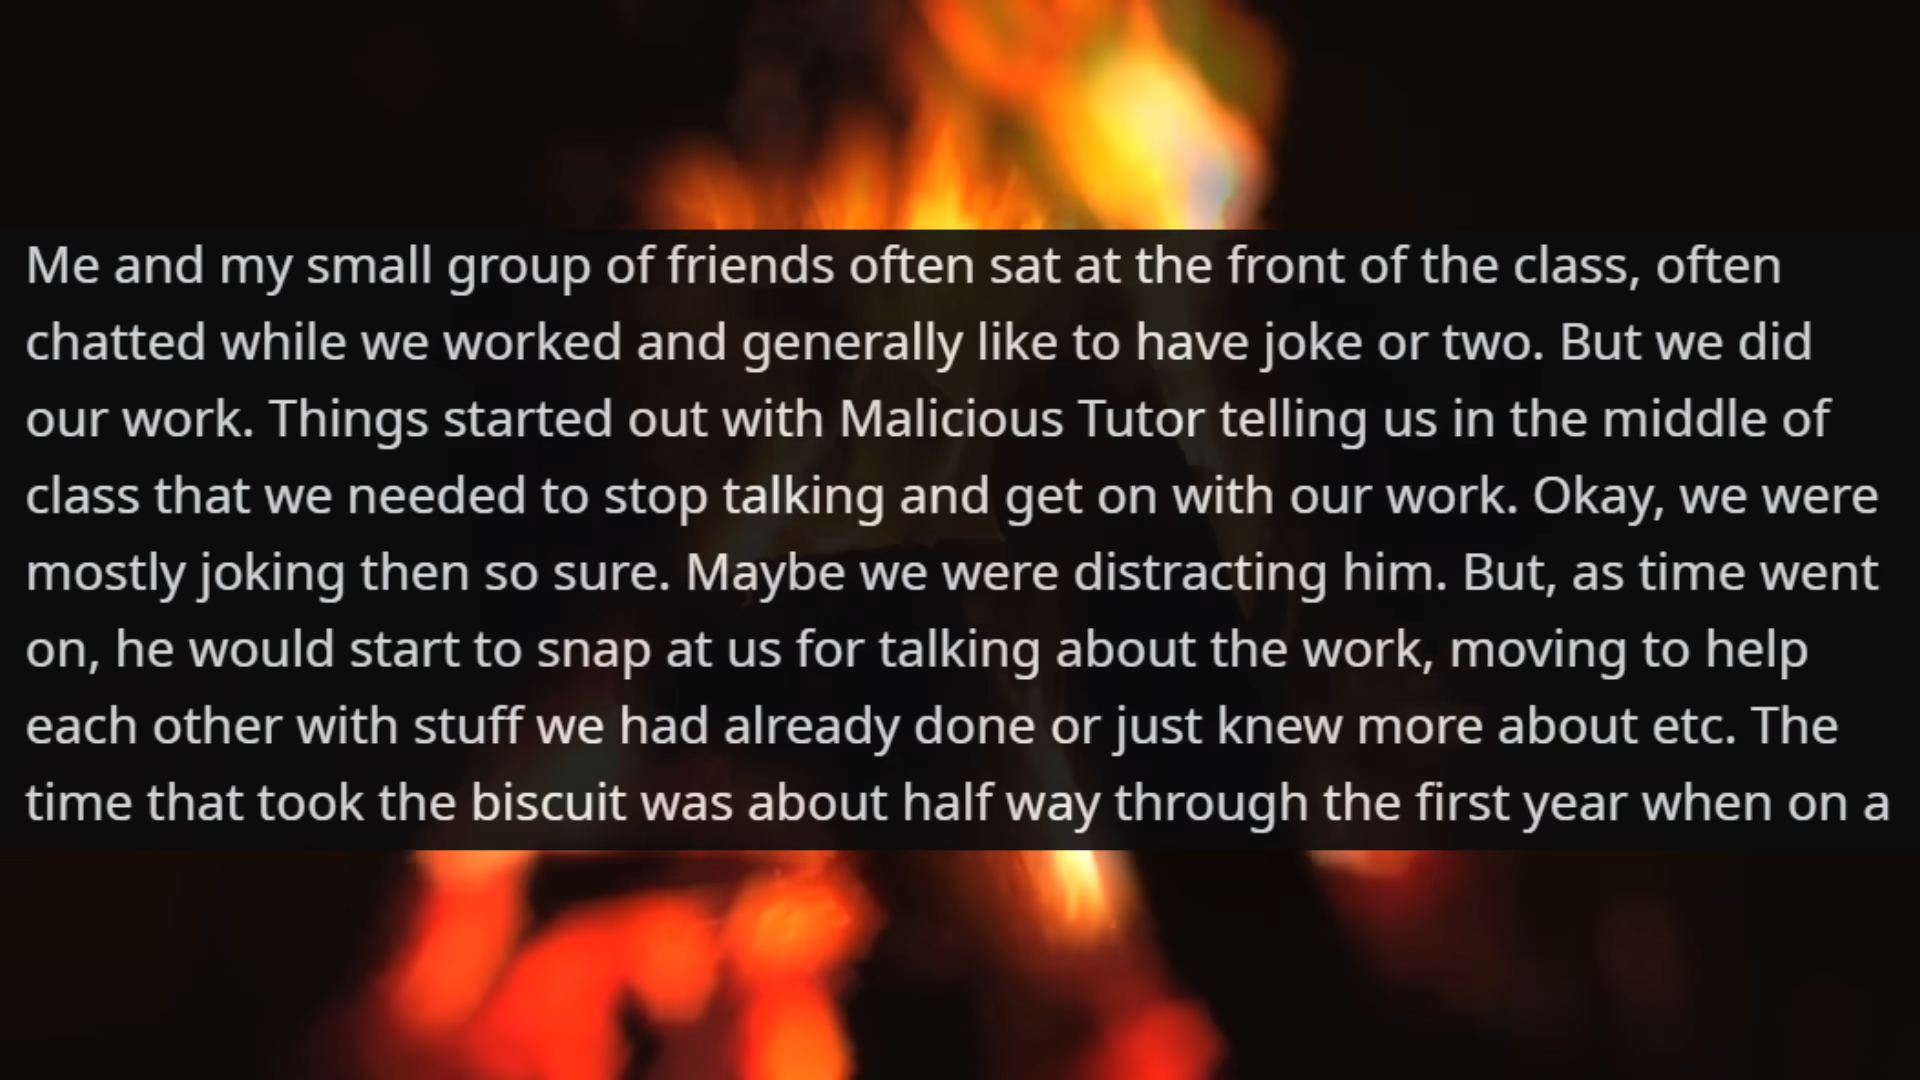 Me and my small group of friends often sat at the front of the class, often
chatted while we worked and generally like to have joke or two. But we did
our work. Things started out with Malicious Tutor telling us in the middle of
class that we needed to stop talking and get on with our work. Okay, we were
mostly joking then so sure. Maybe we were distracting him. But, as time went
on, he would start to snap at us for talking about the work, moving to help
each other with stuff we had already done or just knew more about etc. The
time that took the biscuit was about half way through the first year when on a